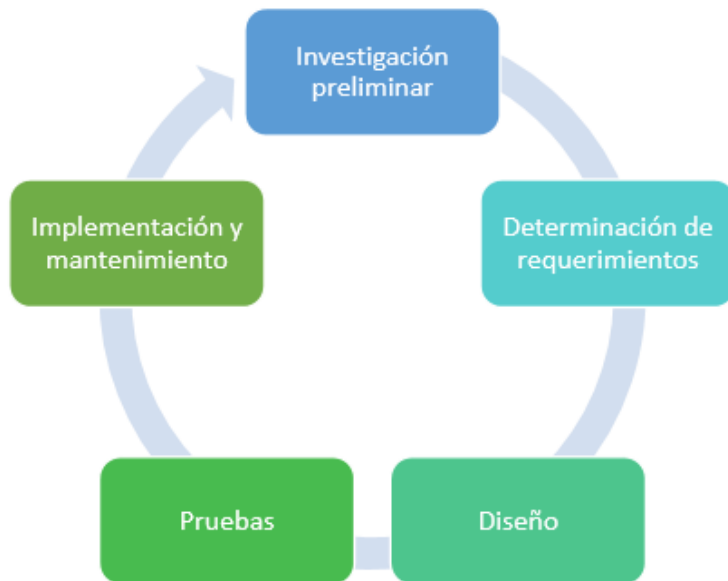 Investigación
preliminar
Determinación de
requerimientos
Diseño
Pruebas
Implementación y
mantenimiento